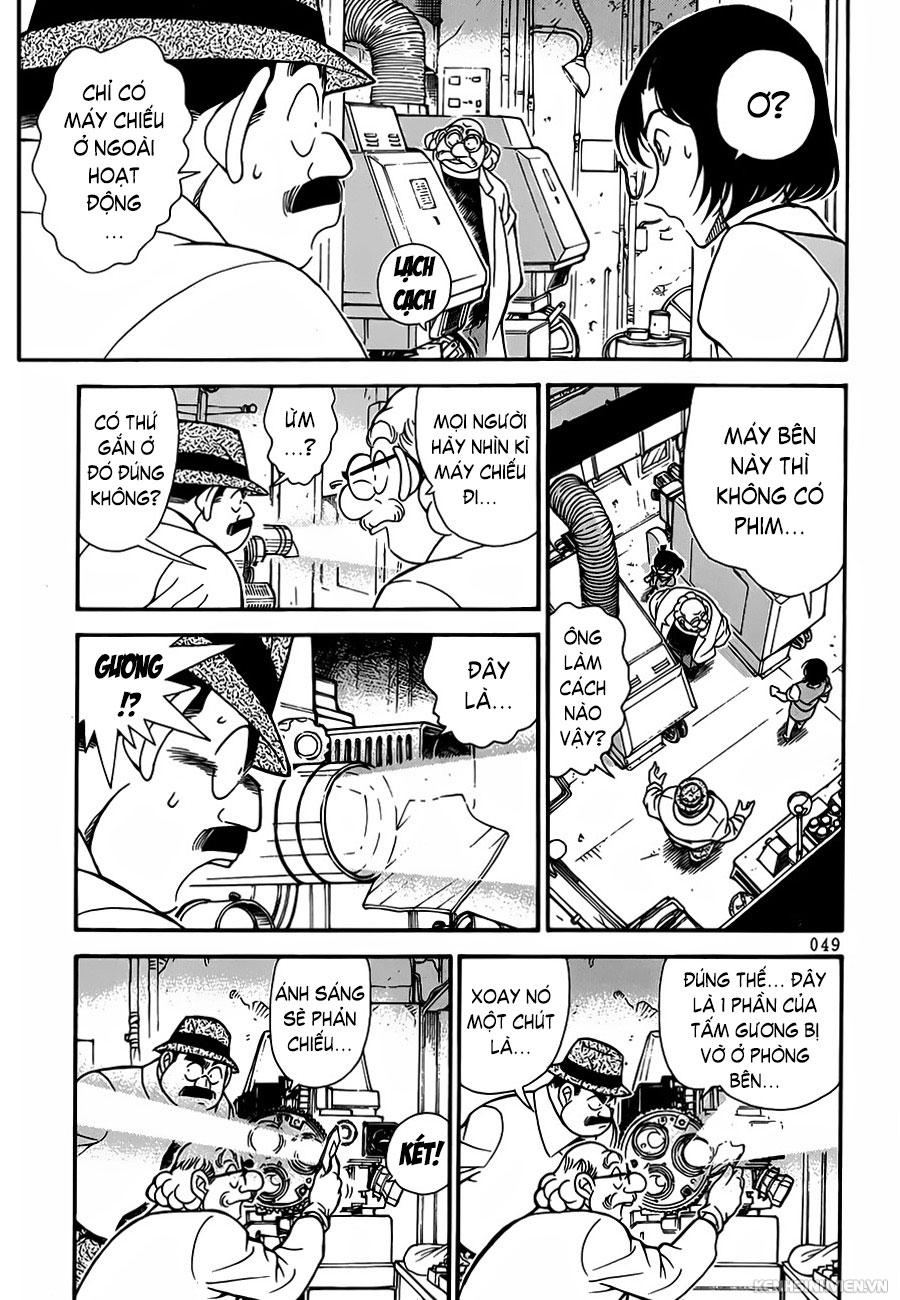 Ơ?
CHỈ CÓ
MÁY CHIẾU
Ở NGOÀI
HOẠT
ĐỘNG
...
LẠCH
CẠCH
MÁY BÊN
NÀY THÌ
KHÔNG CÓ
PHIM...
ÔNG
LÀM
CÁCH
NÀO
VẬY?
MỌI NGƯỜI
HÃY NHÌN KĨ
MÁY CHIẾU
ĐI...
ỪM
...?
CÓ THỨ
GẮN Ở
ĐÓ ĐÚNG
KHÔNG?
ĐÂY
LÀ...
GƯƠNG
!?
049
ĐÚNG THẾ... ĐÂY
LÀ 1 PHẦN CỦA
TẤM GƯƠNG BỊ
VỠ Ở PHÒNG
BÊN...
XOAY NÓ
MỘT CHÚT
LÀ...
ÁNH SÁNG
SẼ PHẢN
CHIẾU...
KÉT!
KENHSINHVIEN.VN